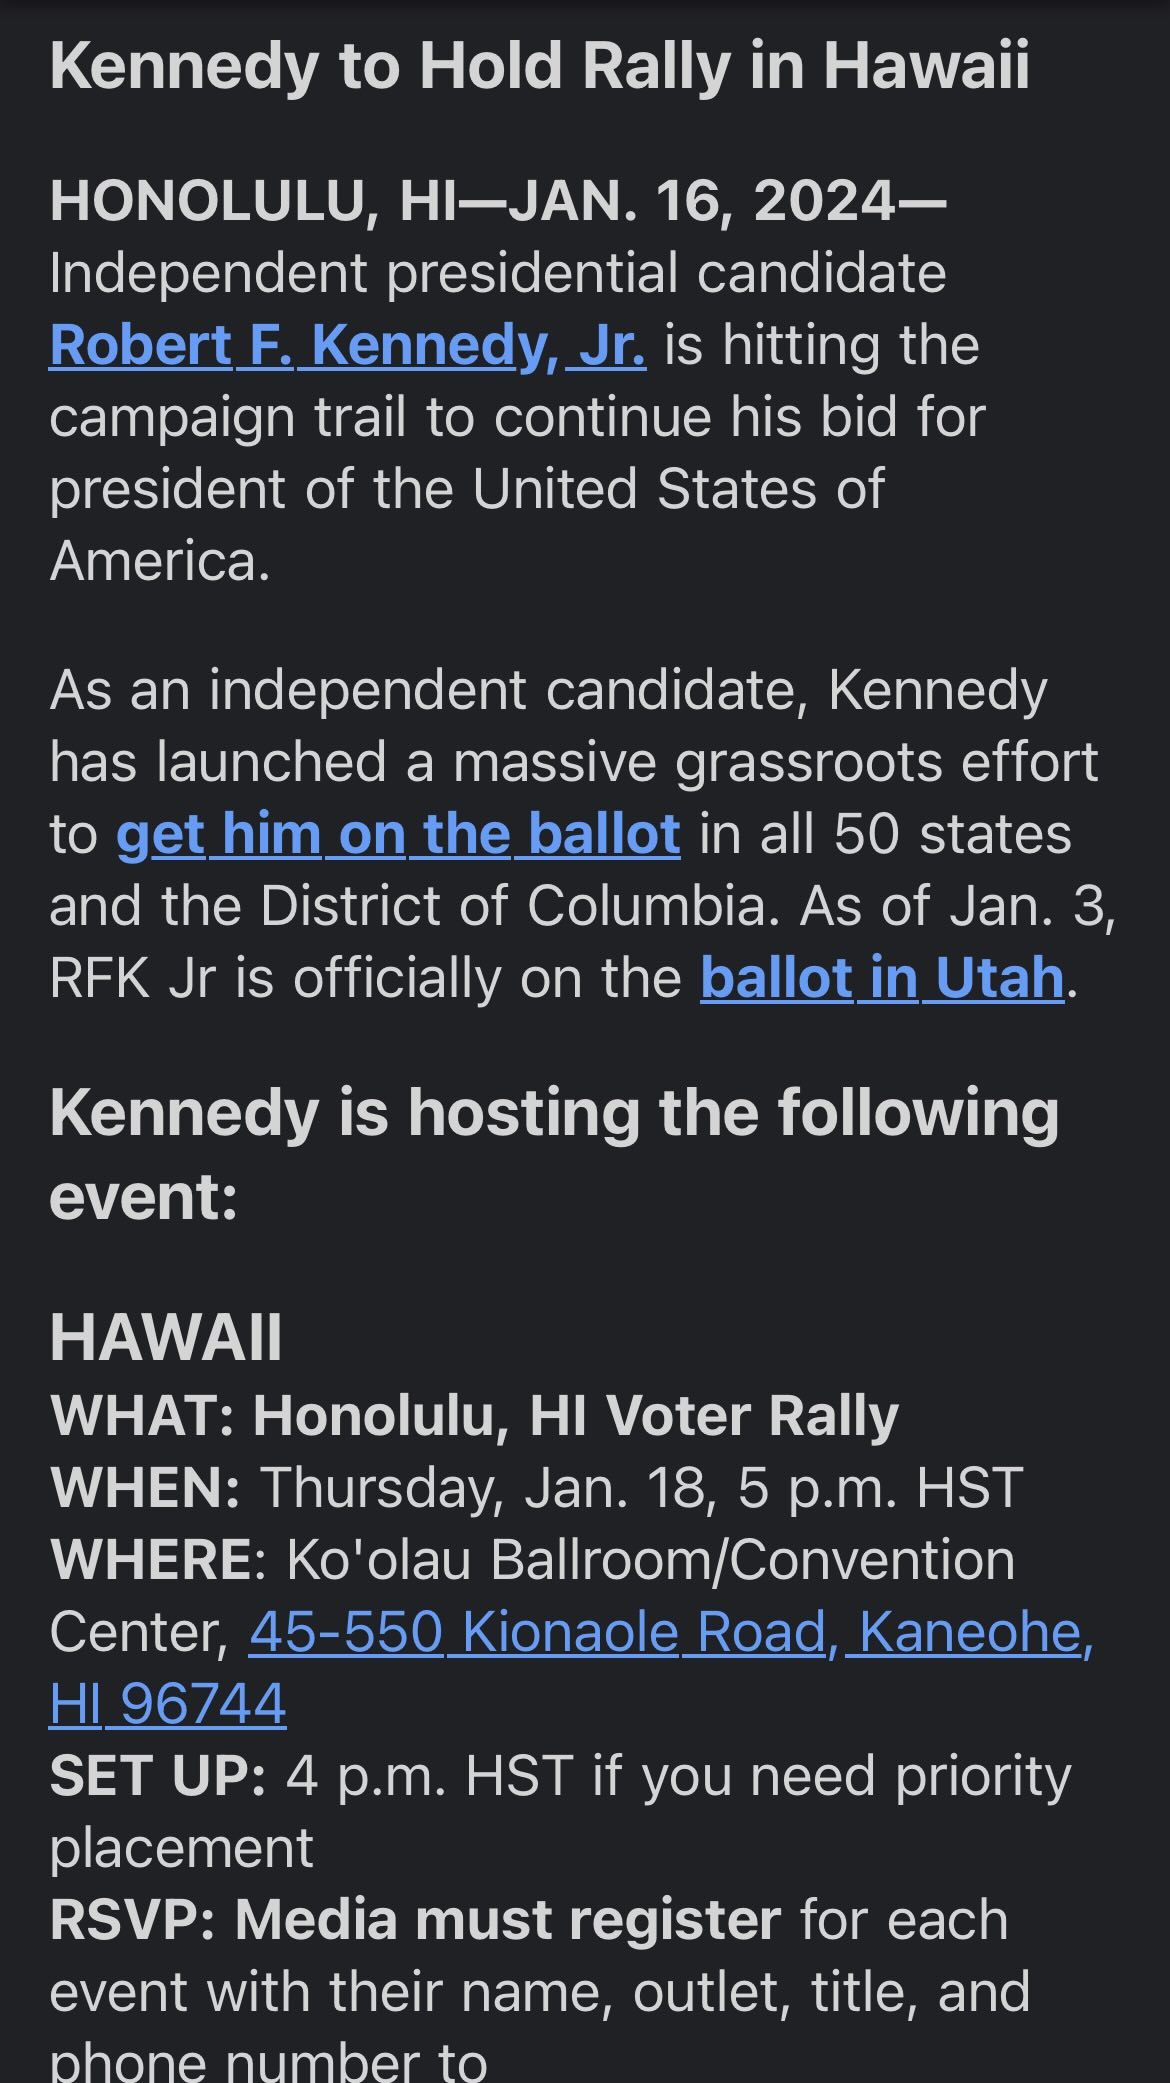 Kennedy to Hold Rally in Hawaii
HONOLULU, HI—JAN. 16, 2024—
Independent presidential candidate
Robert F. Kennedy, Jr. is hitting the
campaign trail to continue his bid for
president of the United States of
America.
As an independent candidate, Kennedy
has launched a massive grassroots effort
to get him on the ballot in all 50 states
and the District of Columbia. As of Jan. 3,
RFK Jr is officially on the ballot in Utah.
Kennedy is hosting the following
event:
HAWAII
WHAT: Honolulu, HI Voter Rally
WHEN: Thursday, Jan. 18, 5 p.m. HST
WHERE: Ko'olau Ballroom/Convention
Center, 45-550 Kionaole Road, Kaneohe,
HI 96744
SET UP: 4 p.m. HST if you need priority
placement
RSVP: Media must register for each
event with their name, outlet, title, and
phone number to